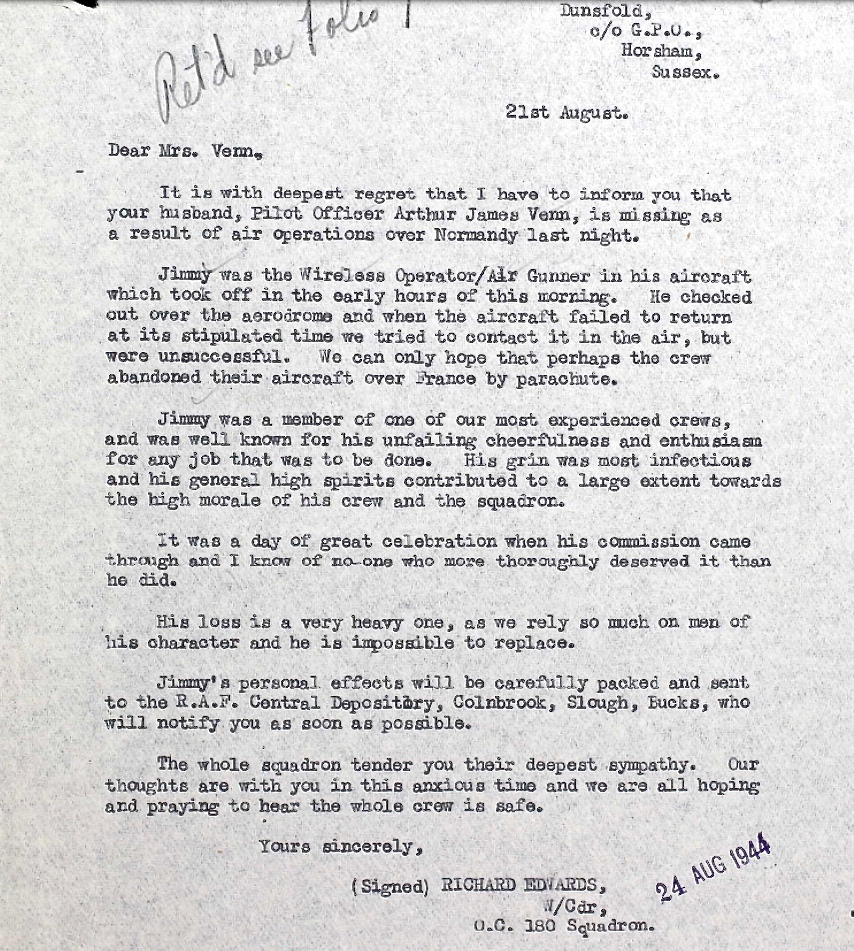 Dunsfold,
c/o G.P.O.,
Horsham,
Sussex.
Ret'd see Folio 1
21st August.
Dear Mrs. Venn,
It is with deepest regret that I have to inform you that
your husband, Pilot Officer Arthur James Venn, is missing as
a result of air operations over Normandy last night.
Jimmy was the Wireless Operator/Air Gunner in his aircraft
which took off in the early hours of this morning. He checked
out over the aerodrome and when the aircraft failed to return
at its stipulated time we tried to contact it in the air, but
were unsuccessful. We can only hope that perhaps the crew
abandoned their aircraft over France by parachute.
Jimmy was a member of one of our most experienced crews,
and was well known for his unfailing cheerfulness and enthusiasm
for any job that was to be done. His grin was most infectious
and his general high spirits contributed to a large extent towards
the high morale of his crew and the squadron.
It was a day of great celebration when his commission came
through and I know of no-one who more thoroughly deserved it than
he did.
His loss is a very heavy one, as we rely so much on men of
his character and he is impossible to replace.
Jimmy's personal effects will be carefully packed and sent
to the R.A.F. Central Depository, Colnbrook, Slough, Bucks, who
will notify you as soon as possible.
The whole squadron tender you their deepest sympathy. Our
thoughts are with you in this anxious time and we are all hoping
and praying to hear the whole crew is safe.
Yours sincerely,
(Signed) RICHARD EDWARDS,
W/Cdr,
O.C. 180 Squadron.
24 AUG 1944